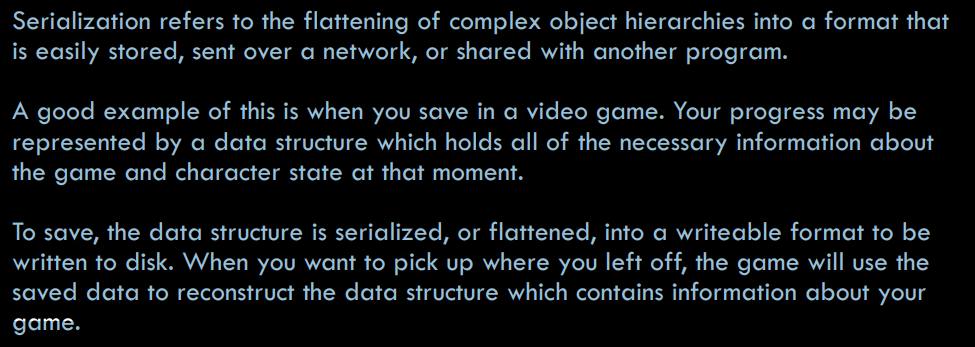 Serialization refers to the flattening of complex object hierarchies into a format that
is easily stored, sent over a network, or shared with another program.
A good example of this is when you save in a video game. Your progress may be
represented by a data structure which holds all of the necessary information about
the game and character state at that moment.
To save, the data structure is serialized, or flattened, into a writeable format to be
written to disk. When you want to pick up where you left off, the game will use the
saved data to reconstruct the data structure which contains information about your
game.